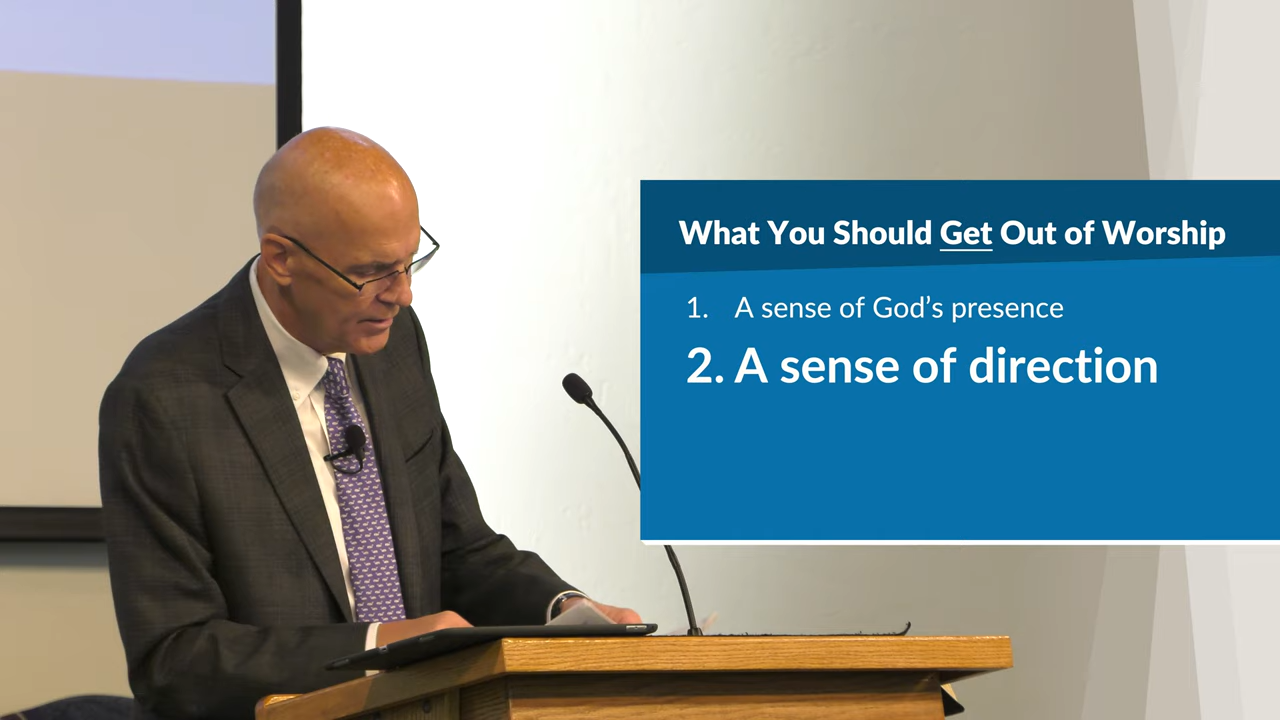 What You Should Get Out of Worship
1. A sense of God's presence
2. A sense of direction